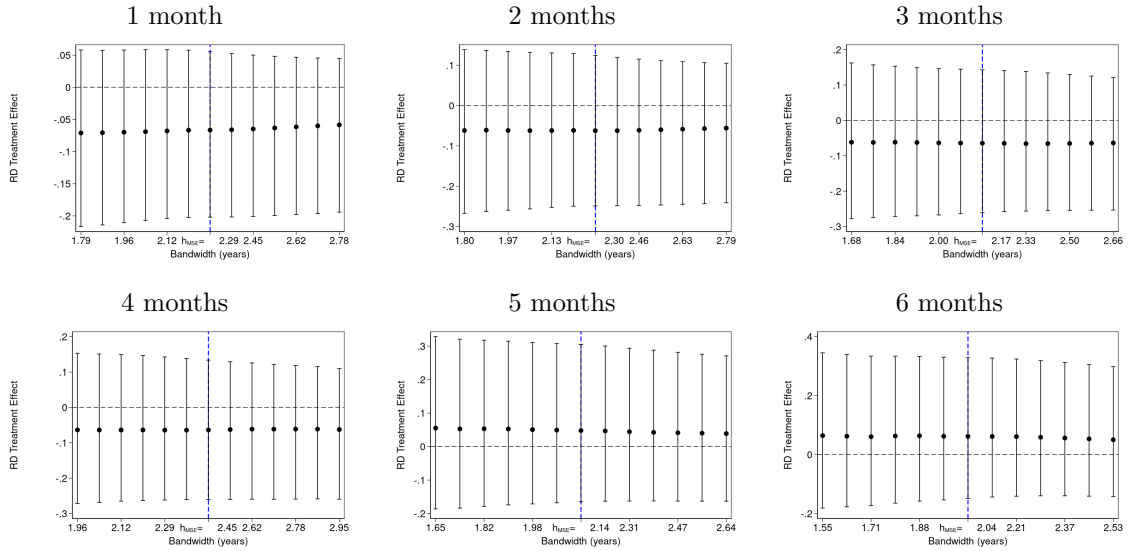 1 month
2 months
3 months
RD Treatment Effect
.05
0
-.05
-.1
-.15
-.2
1.79 1.96 2.12 hMSE= 2.29 2.45 2.62 2.78
Bandwidth (years)
RD Treatment Effect
.1
0
-.1
-.2
-.3
1.80 1.97 2.13 hMSE= 2.30 2.46 2.63 2.79
Bandwidth (years)
RD Treatment Effect
.2
.1
0
-.1
-.2
-.3
1.68 1.84 2.00 hMSE= 2.17 2.33 2.50 2.66
Bandwidth (years)
4 months
5 months
6 months
RD Treatment Effect
.2
.1
0
-.1
-.2
-.3
1.96 2.12 2.29 hMSE= 2.45 2.62 2.78 2.95
Bandwidth (years)
RD Treatment Effect
.3
.2
.1
0
-.1
-.2
1.65 1.82 1.98 hMSE= 2.14 2.31 2.47 2.64
Bandwidth (years)
RD Treatment Effect
.4
.2
0
-.2
1.55 1.71 1.88 hMSE= 2.04 2.21 2.37 2.53
Bandwidth (years)